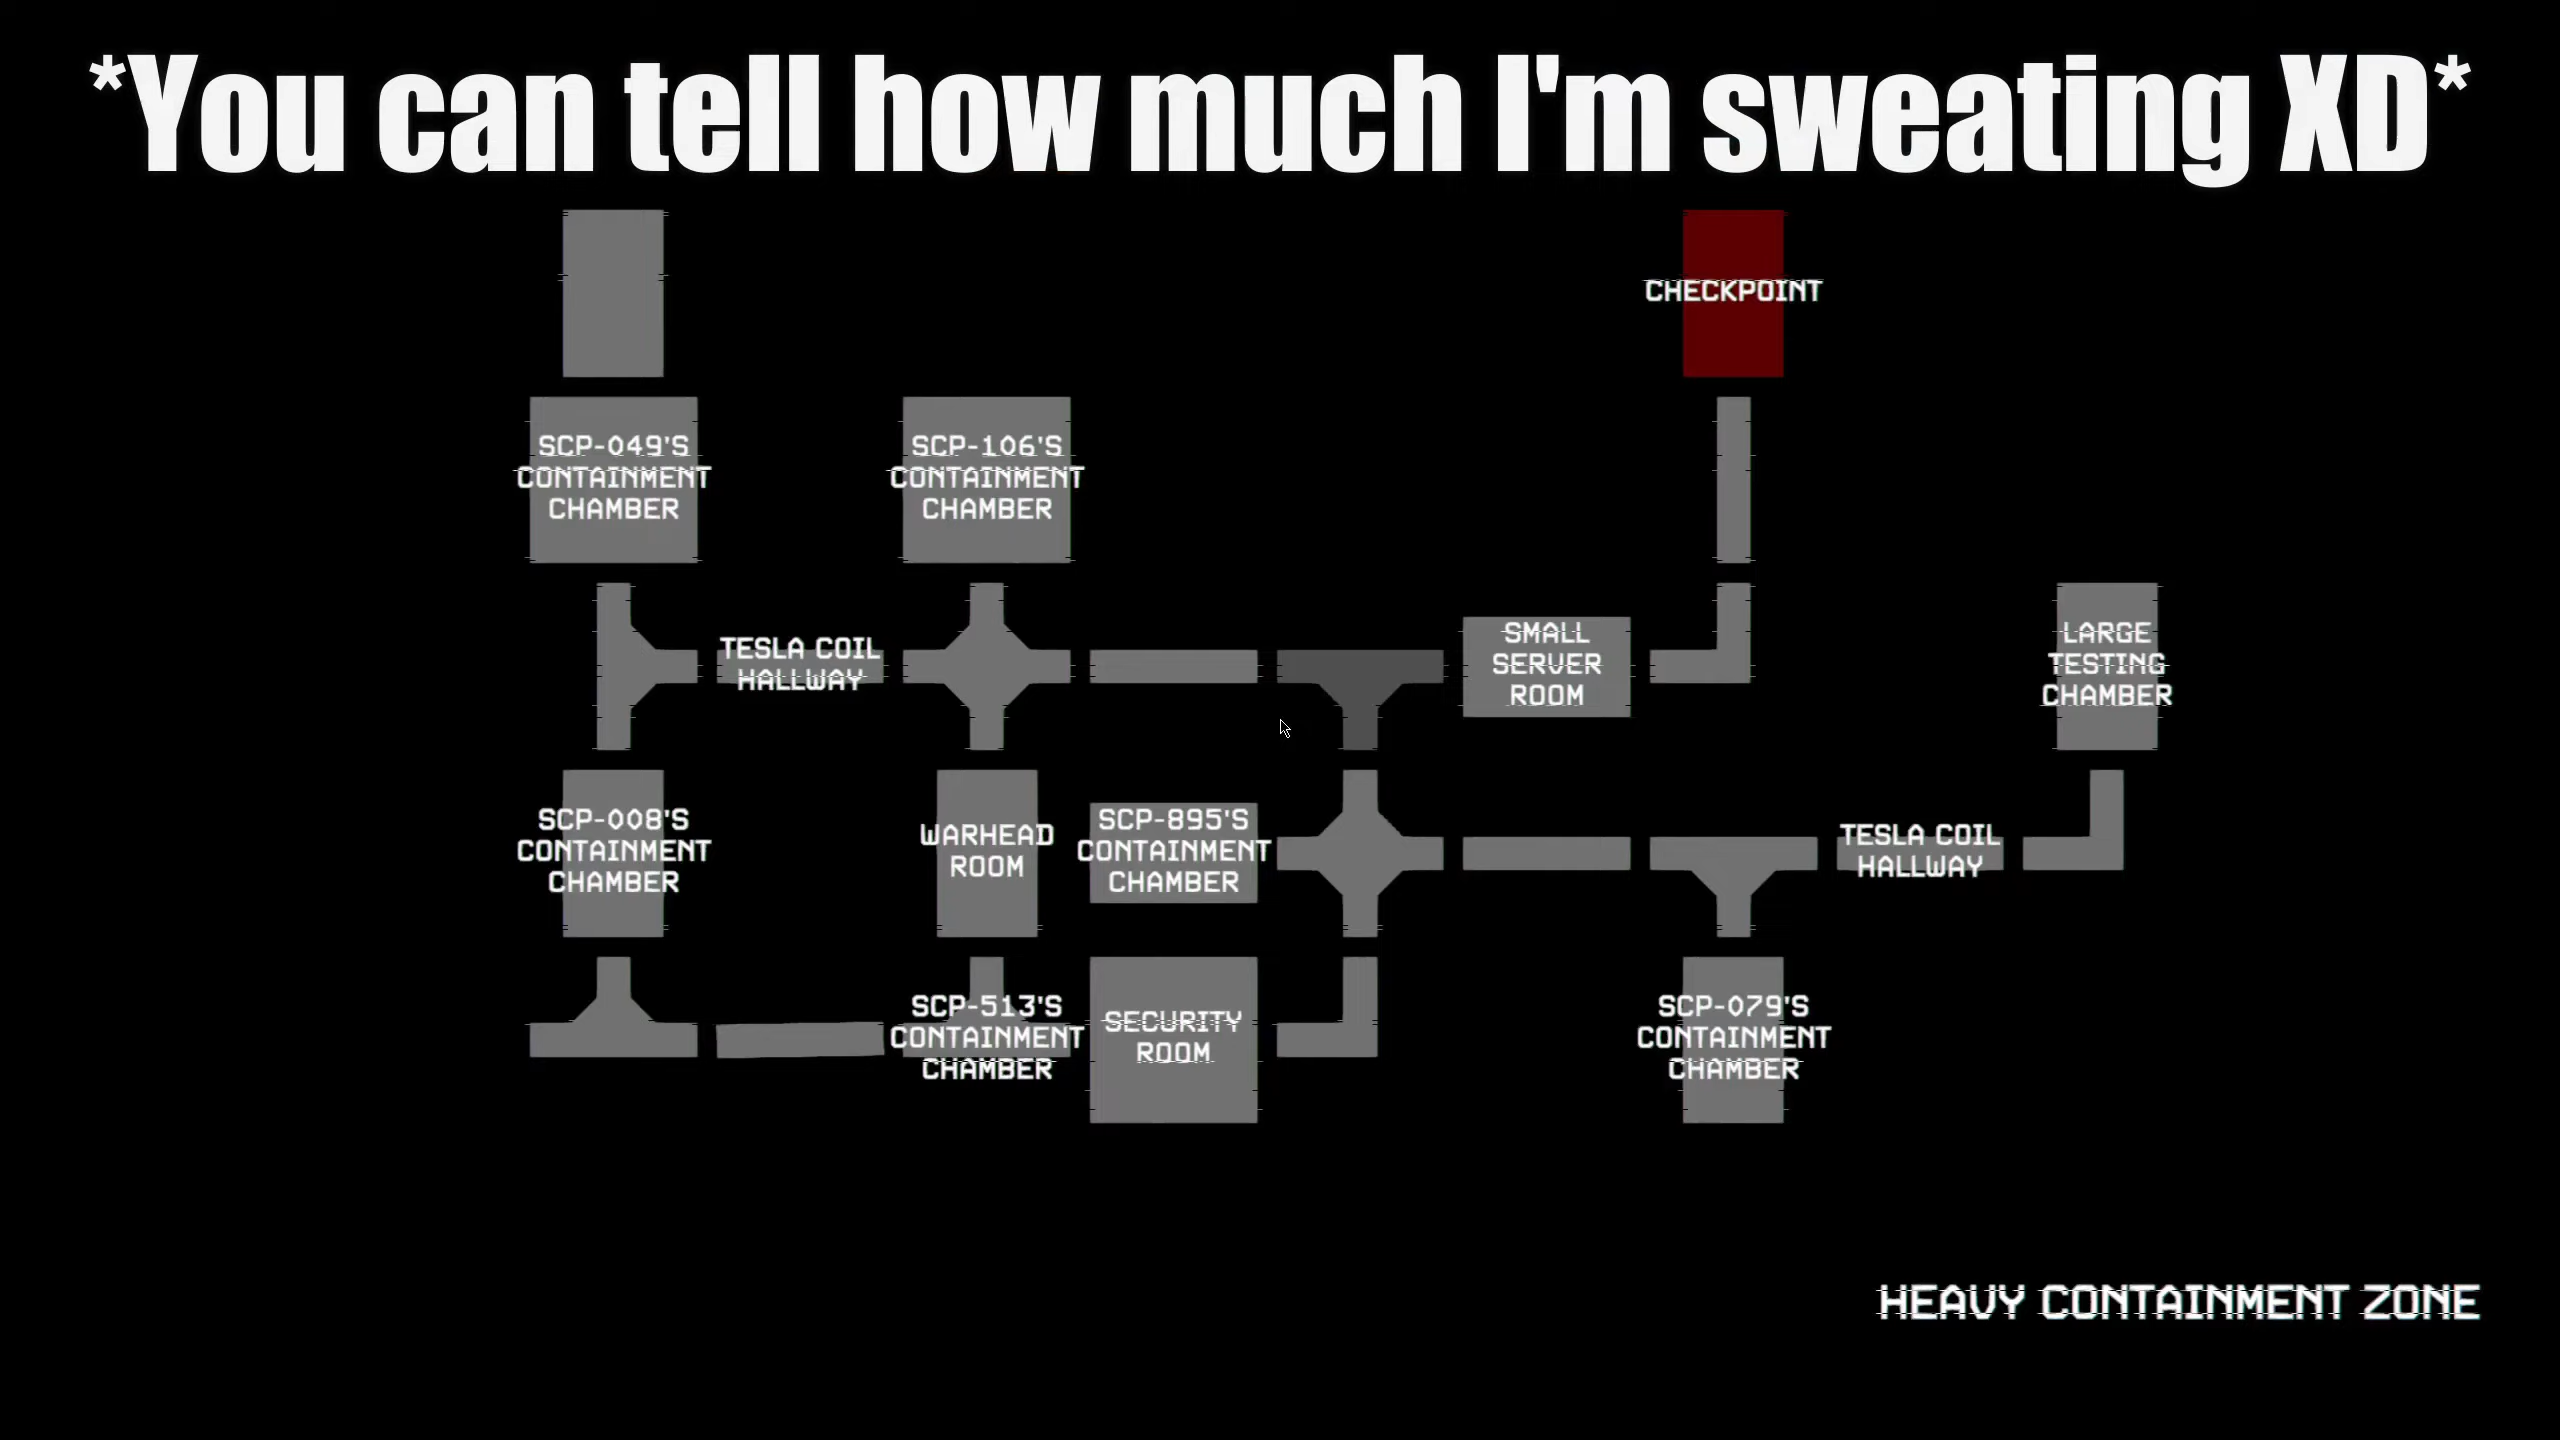 *You can tell how much I'm sweating XD*
CHECKPOINT
SCP-049'S
CONTAINMENT
CHAMBER
SCP-106'S
CONTAINMENT
CHAMBER
TESLA COIL
HALLWAY
SMALL
SERVER
ROOM
LARGE
TESTING
CHAMBER
SCP-008'S
CONTAINMENT
CHAMBER
WARHEAD
ROOM
SCP-895'S
CONTAINMENT
CHAMBER
TESLA COIL
HALLWAY
SCP-513'S
CONTAINMENT
CHAMBER
SECURITY
ROOM
SCP-079'S
CONTAINMENT
CHAMBER
HEAVY CONTAINMENT ZONE